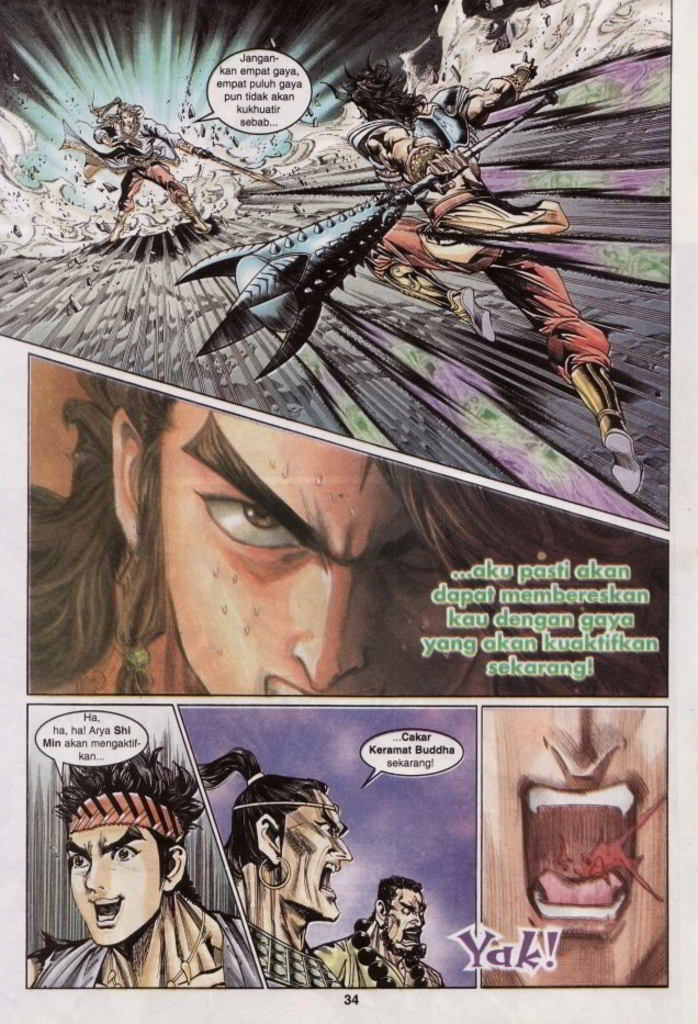 Jangan-
kan empat gaya,
empat puluh gaya
pun tidak akan
kukhuatir
sebab...
...aku pasti akan
dapat membereskan
kau dengan gaya
yang akan kuaktifkan
sekarang!
Ha,
ha, ha! Arya Shi
Min akan mengaktif-
kan...
...Cakar
Keramat Buddha
sekarang!
Yak!
34